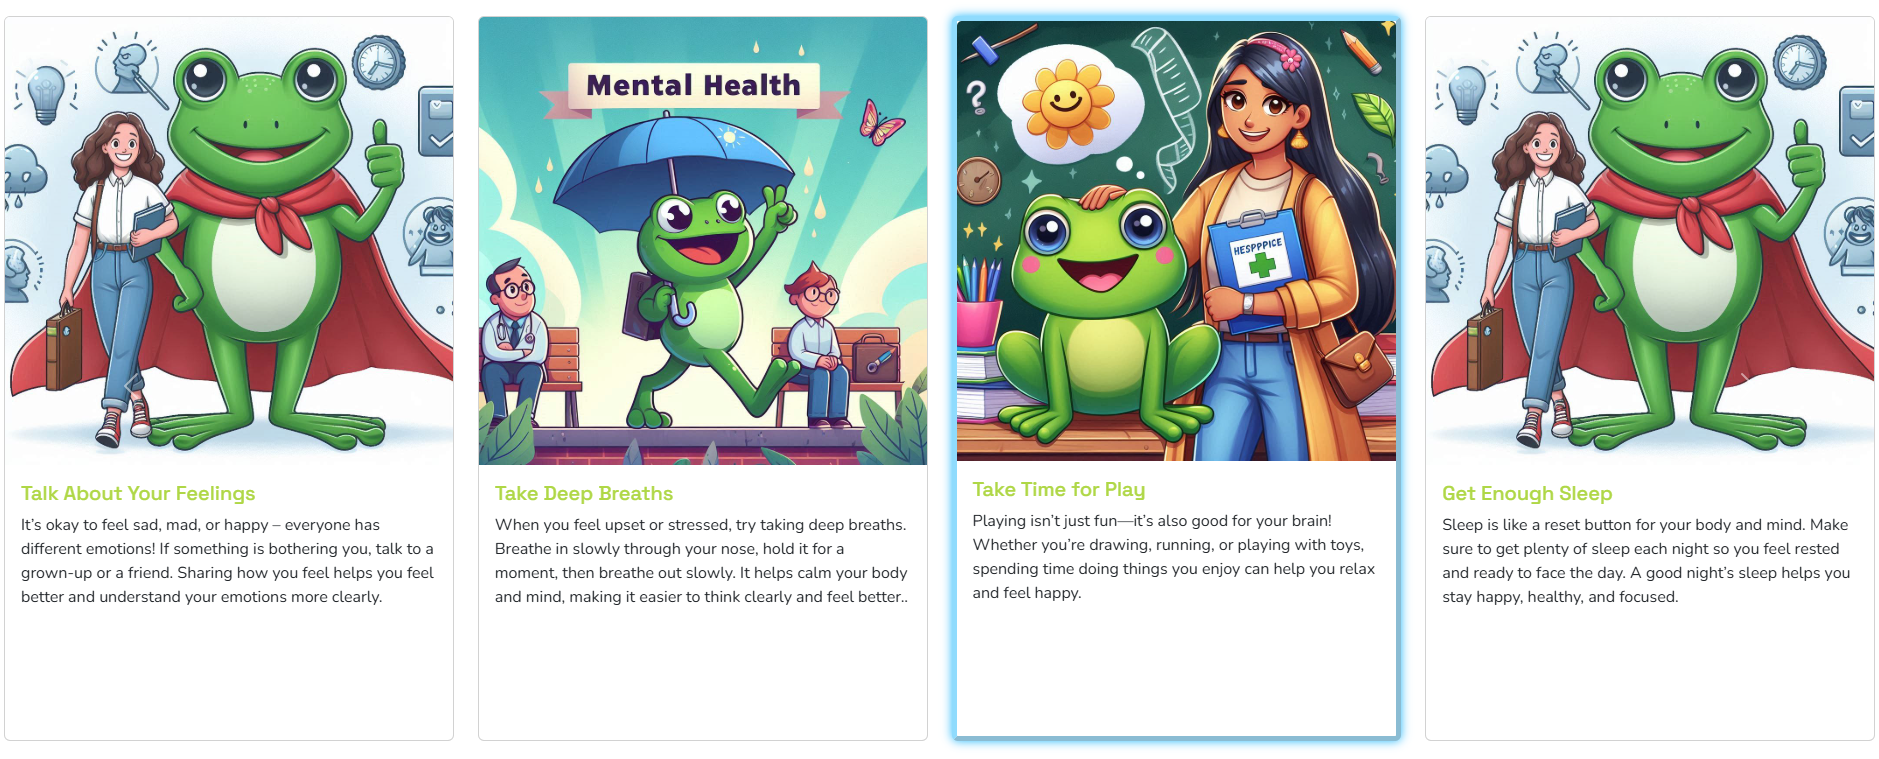 Talk About Your Feelings
It's okay to feel sad, mad, or happy – everyone has
different emotions! If something is bothering you, talk to a
grown-up or a friend. Sharing how you feel helps you feel
better and understand your emotions more clearly.
Mental Health
Take Deep Breaths
When you feel upset or stressed, try taking deep breaths.
Breathe in slowly through your nose, hold it for a
moment, then breathe out slowly. It helps calm your body
and mind, making it easier to think clearly and feel better..
?
HESPPPICE
?
Take Time for Play
Playing isn't just fun—it's also good for your brain!
Whether you're drawing, running, or playing with toys,
spending time doing things you enjoy can help you relax
and feel happy.
Get Enough Sleep
Sleep is like a reset button for your body and mind. Make
sure to get plenty of sleep each night so you feel rested
and ready to face the day. A good night's sleep helps you
stay happy, healthy, and focused.